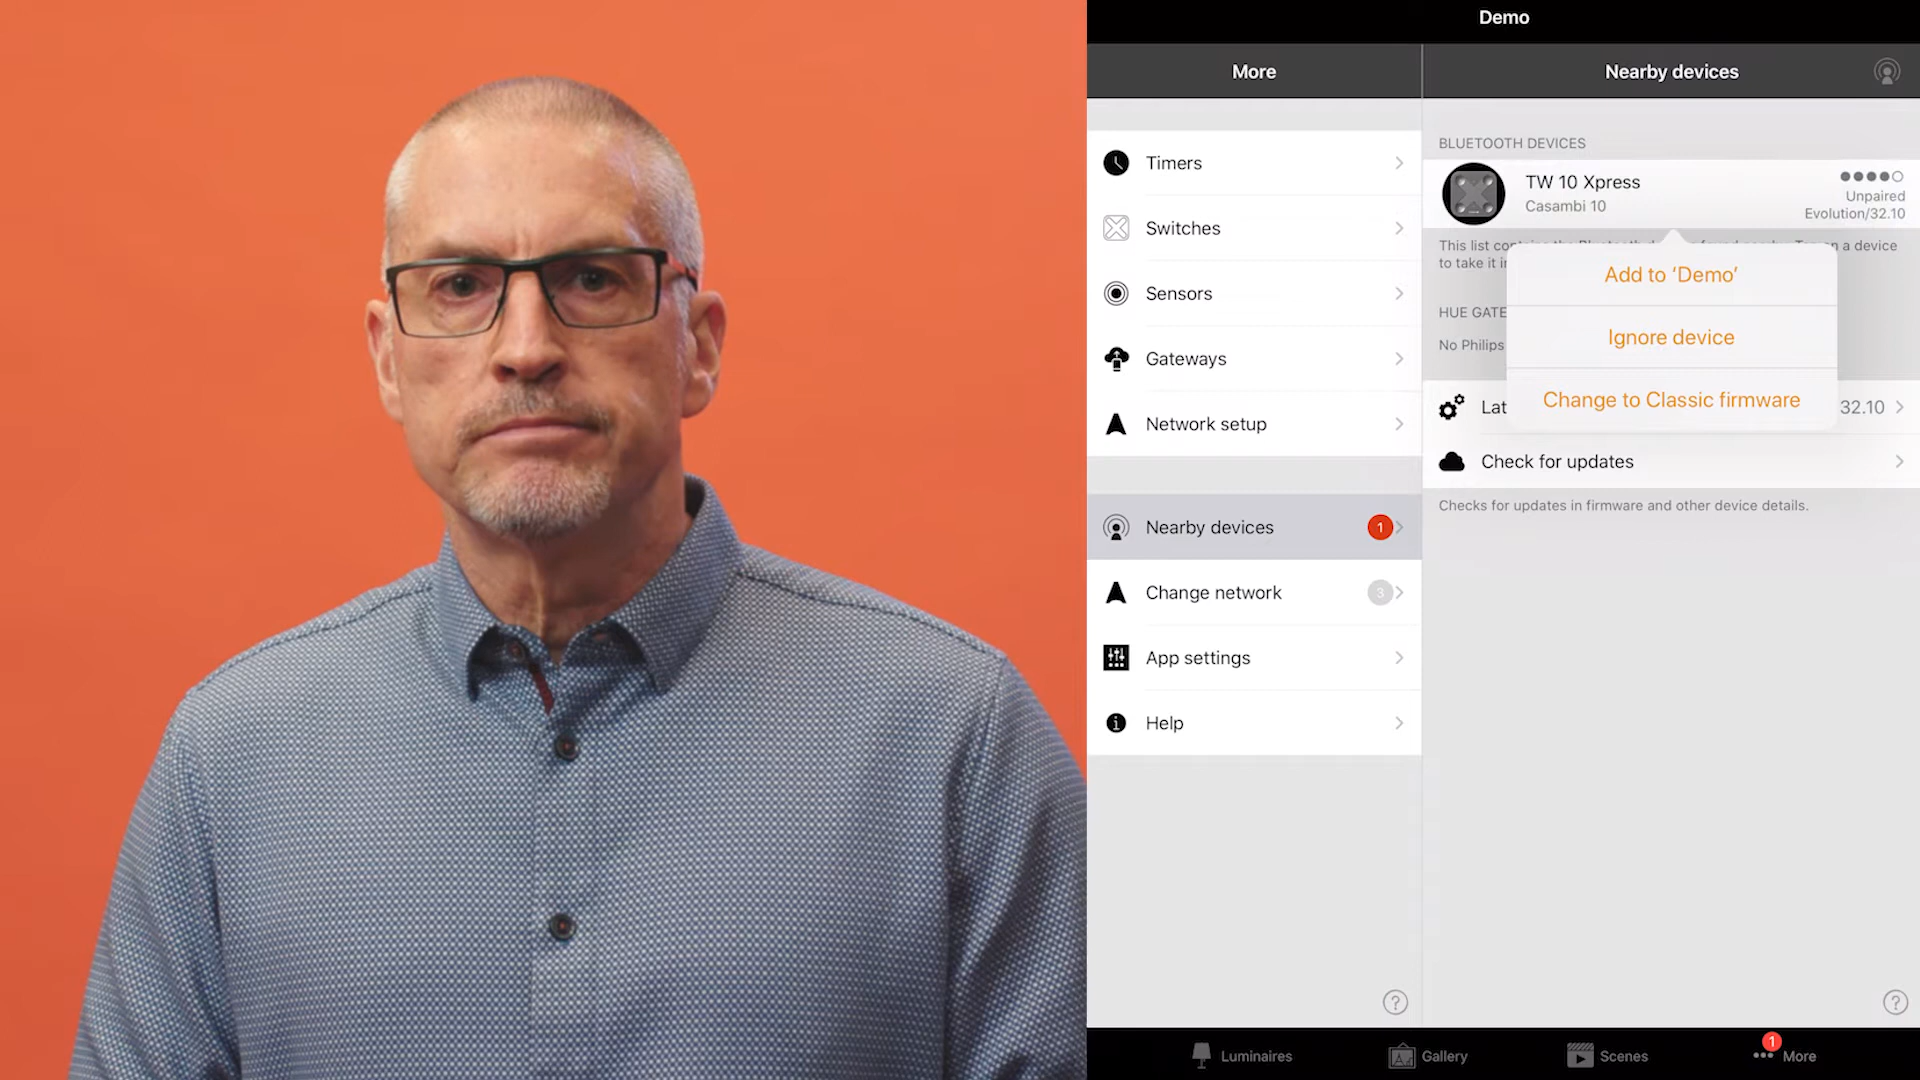 Demo
More
Nearby devices
Timers
Switches
Sensors
Gateways
Network setup
Nearby devices
1
Change network
3
App settings
Help
BLUETOOTH DEVICES
TW 10 Xpress
Casambi 10
Unpaired
Evolution/32.10
This list a device
to take it
HUE
No Philips
Add to ‘Demo’
Ignore device
Change to Classic firmware
32.10
Check for updates
Checks for updates in firmware and other device details.
?
?
Luminaires
Gallery
Scenes
1
More